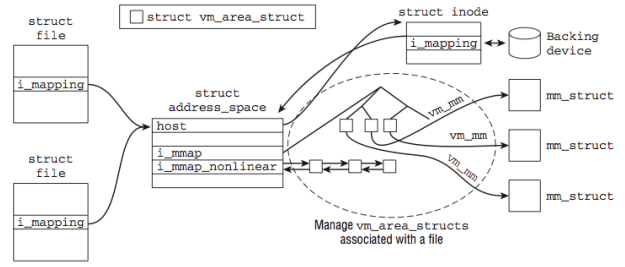 struct
file
i_mapping
struct
file
i_mapping
struct vm_area_struct
struct
address_space
host
i_mmap
i_mmap_nonlinear
struct inode
i_mapping
Backing
device
vm_mm
mm_struct
vm_mm
mm_struct
vm_mm
mm_struct
Manage vm_area_structs
associated with a file